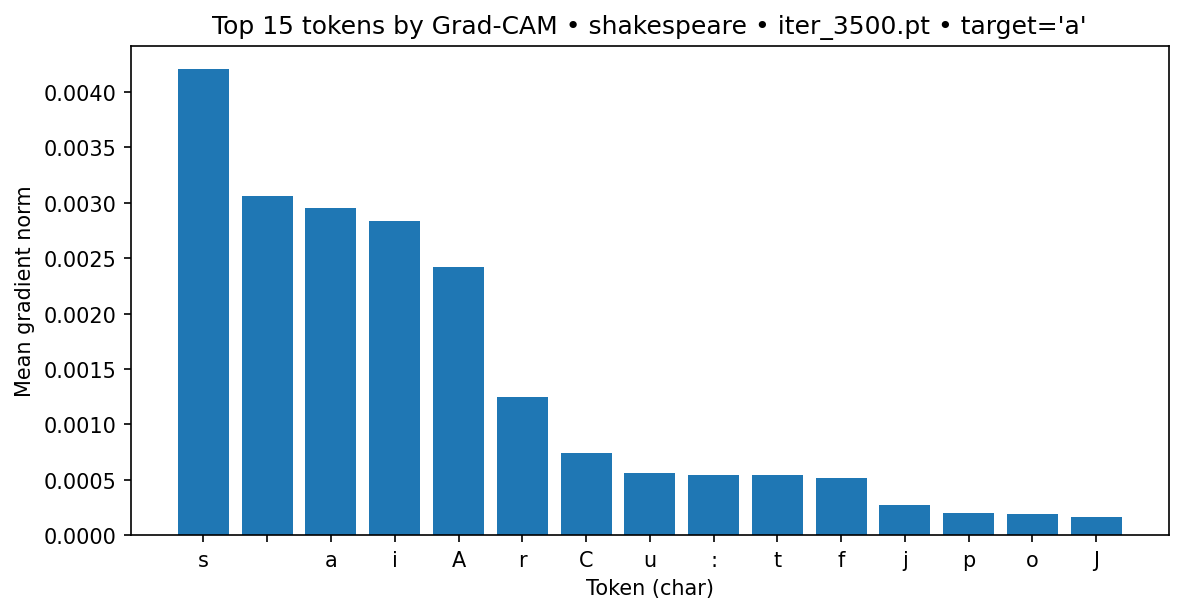 Top 15 tokens by Grad-CAM • shakespeare • iter_3500.pt • target='a'
0.0040
0.0035
0.0030
0.0025
0.0020
0.0015
0.0010
0.0005
0.0000
Mean gradient norm
s a i A r C u : t f j p o J
Token (char)